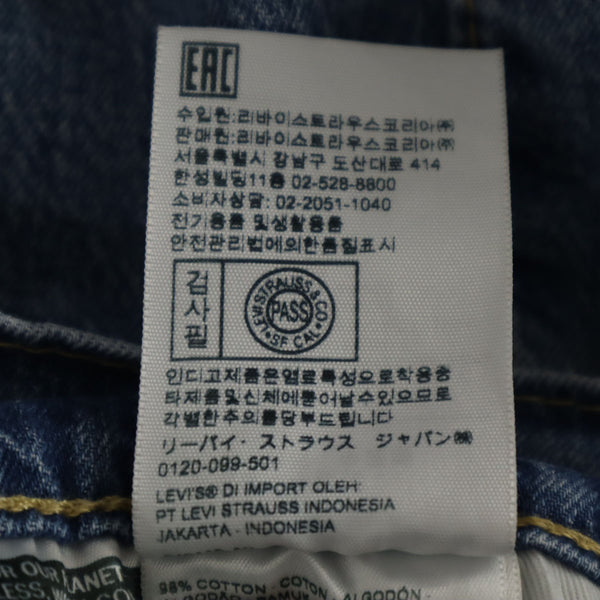 EAC
수입원:리바이스트라우스코리아㈜
판매원:리바이스트라우스코리아㈜
서울특별시 강남구 도산대로 414
한성빌딩11층 02-528-8800
소비자상담: 02-2051-1040
전기용품 및생활용품
안전관리법에의한품질표시
검사필
LEVI STRAUSS & CO.
PASS
SF CAL
인디고제품은염료특성으로착용중
타제품및신체에묻어날수있으므로
각별한주의를당부드립니다
リーバイ・ストラウス ジャパン㈱
0120-099-501
LEVI'S® DI IMPORT OLEH:
PT LEVI STRAUSS INDONESIA
JAKARTA - INDONESIA
OUR
ANET
98% COTTON - COTON - ALGODÓN -